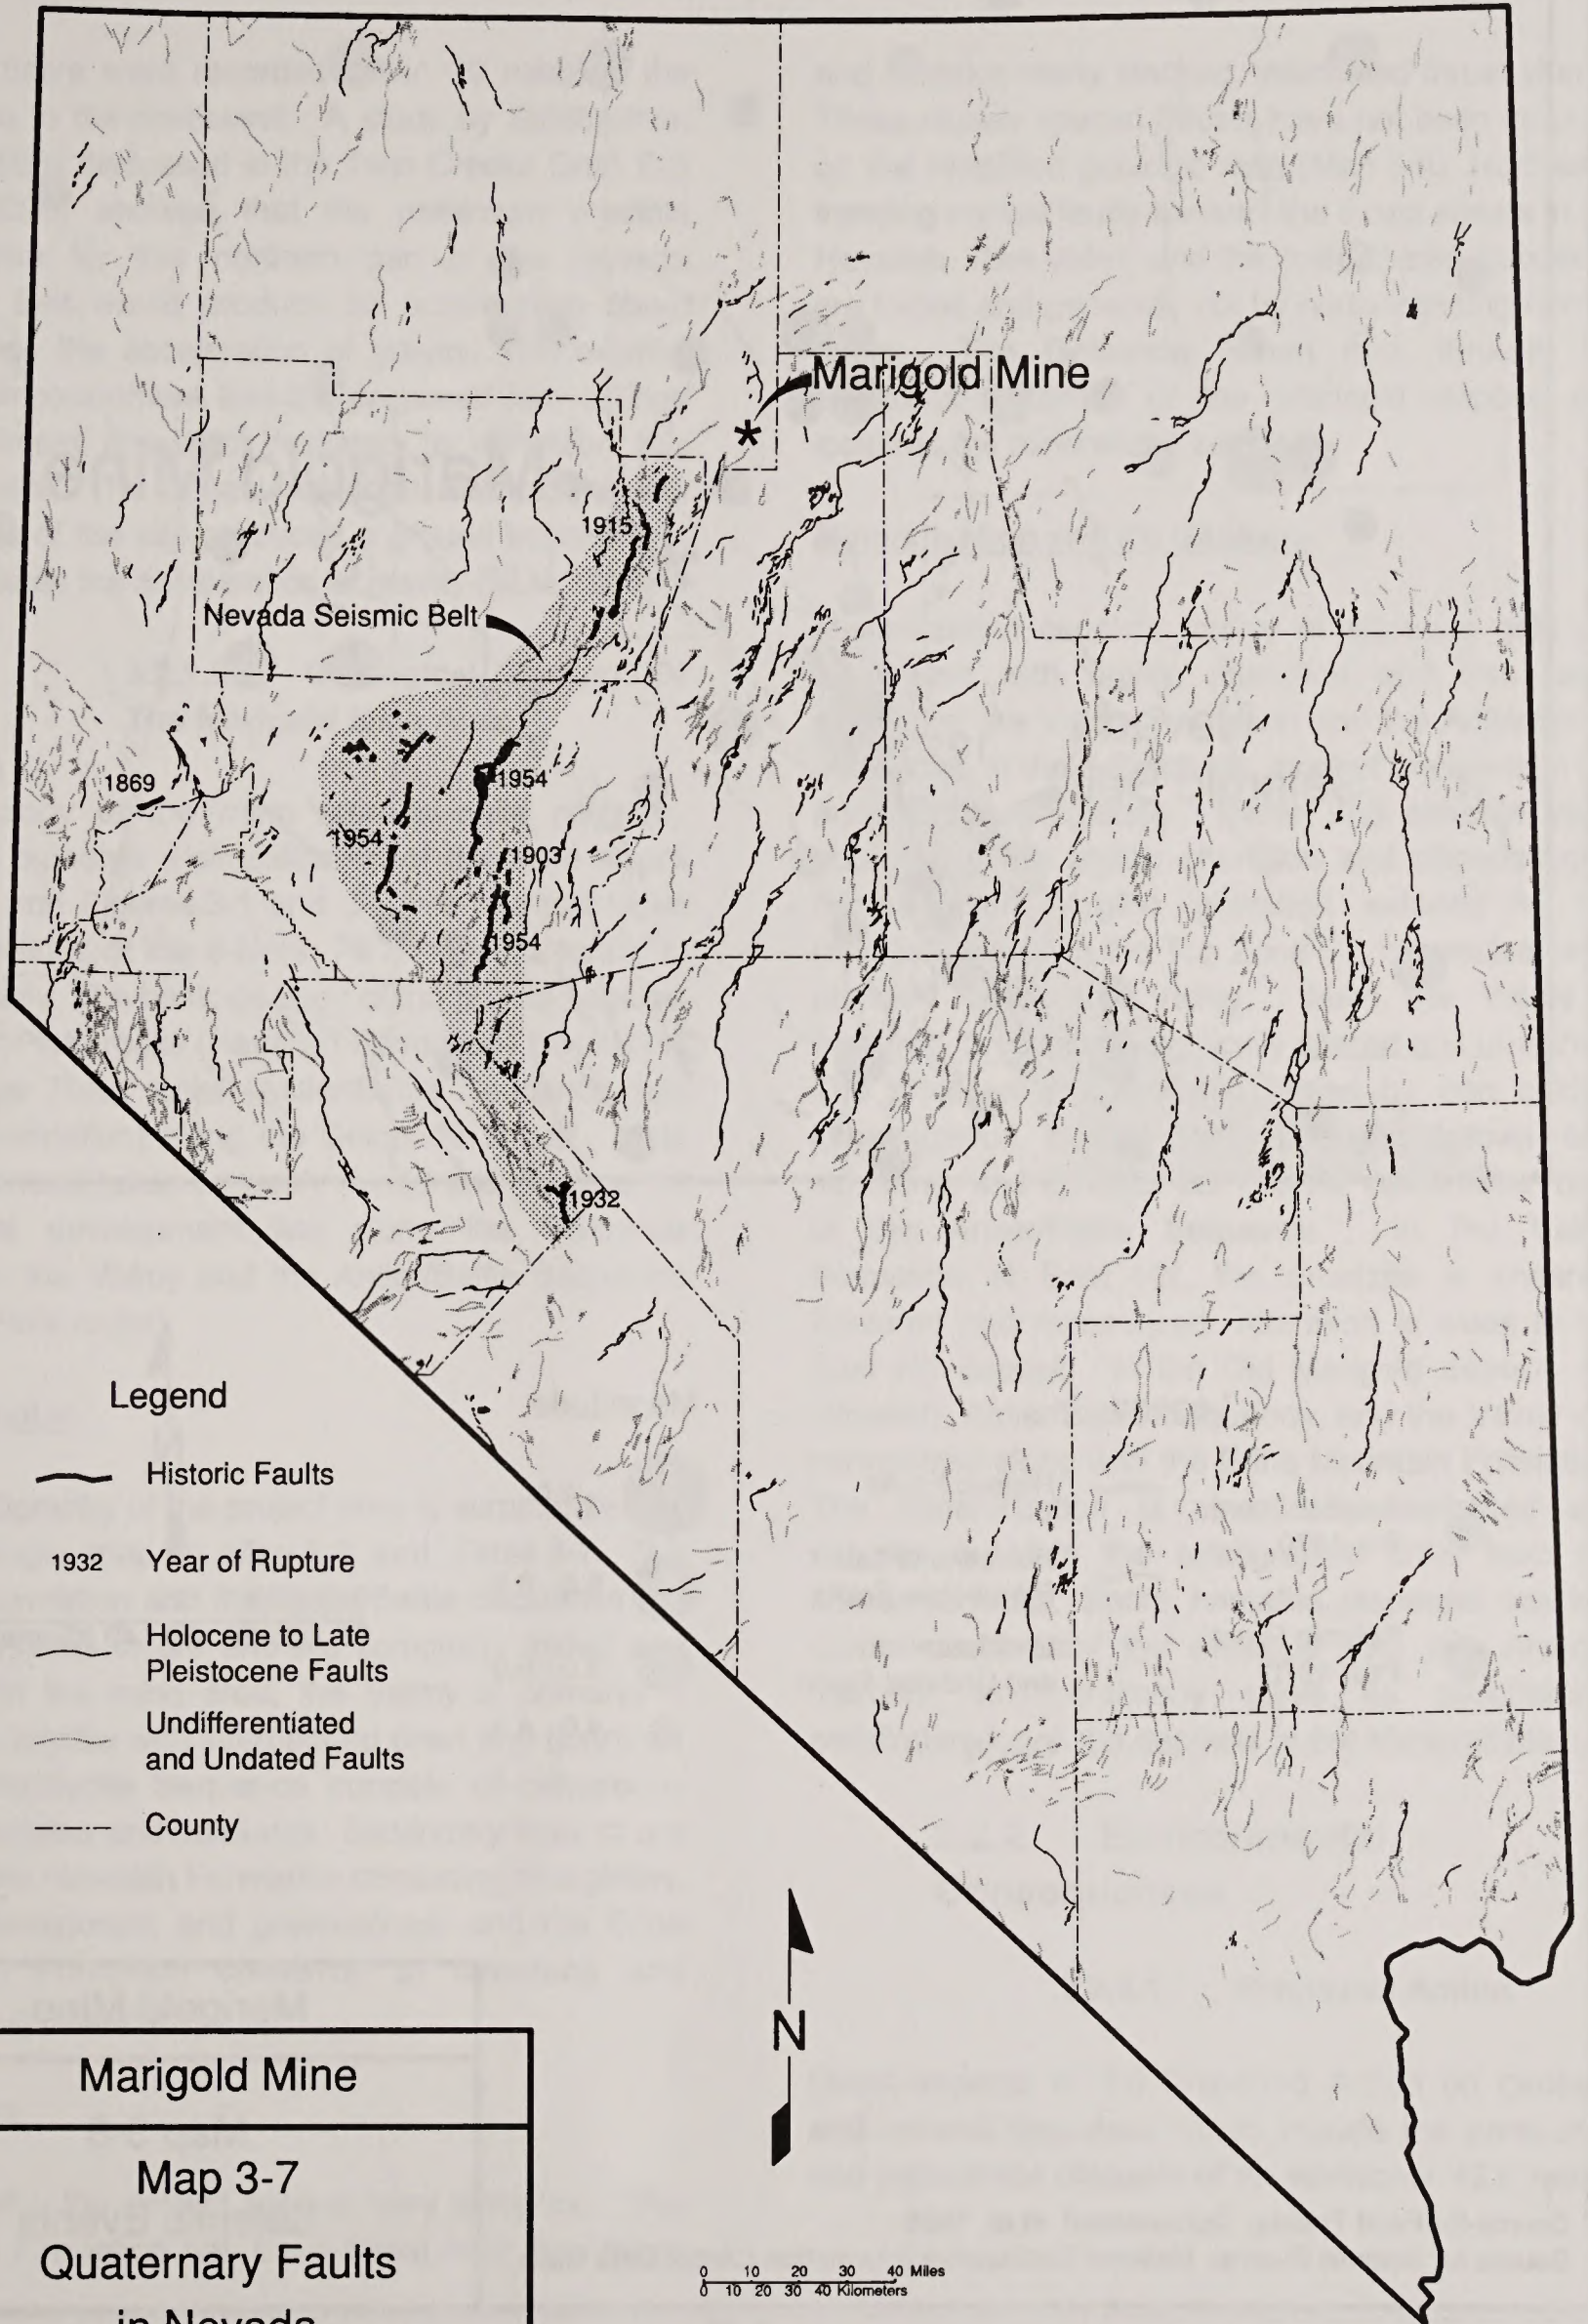 Marigold Mine
1915
Nevada Seismic Belt
1869
1954
1954
1903
1954
1932
Legend
Historic Faults
1932 Year of Rupture
Holocene to Late
Pleistocene Faults
Undifferentiated
and Undated Faults
County
N
Marigold Mine
Map 3-7
Quaternary Faults
in Nevada
0 10 20 30 40 Miles
0 10 20 30 40 Kilometers